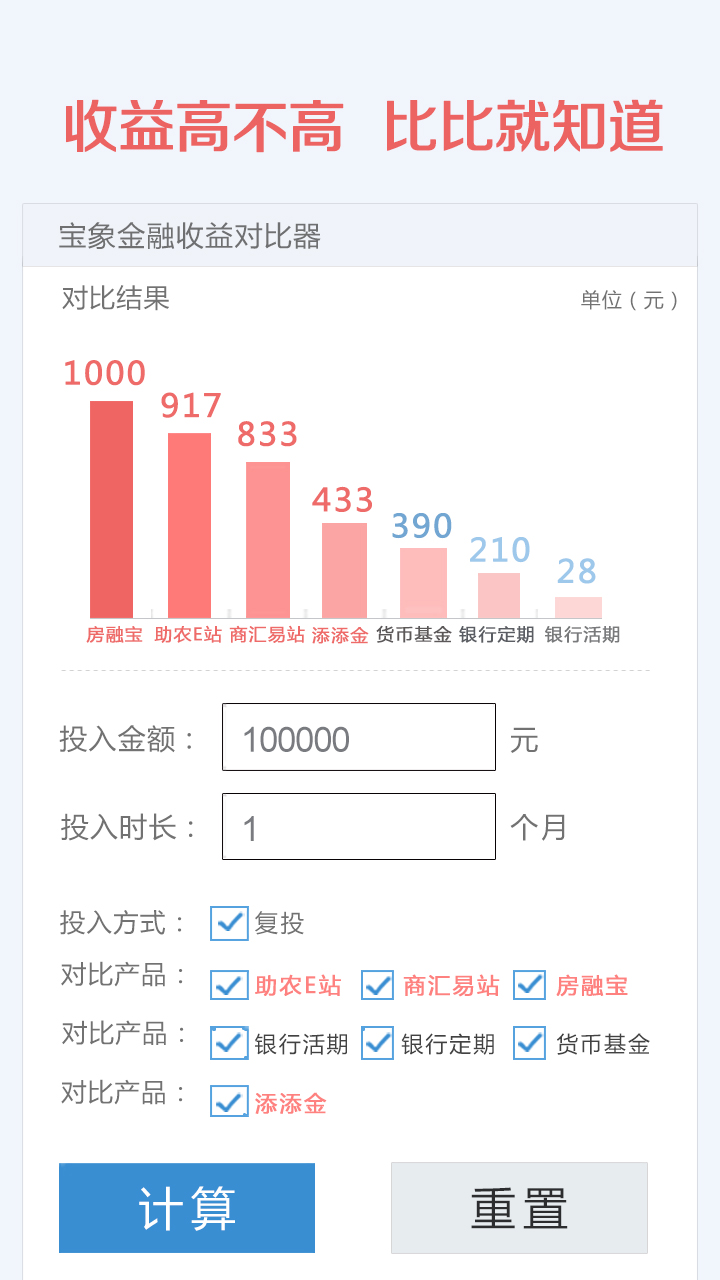 收益高不高 比比就知道
宝象金融收益对比器
对比结果 单位（元）
1000
917
833
433
390
210
28
房融宝 助农E站 商汇易站 添添金 货币基金 银行定期 银行活期
投入金额： 100000 元
投入时长： 1 个月
投入方式： 复投
对比产品： 助农E站 商汇易站 房融宝
对比产品： 银行活期 银行定期 货币基金
对比产品： 添添金
计算 重置